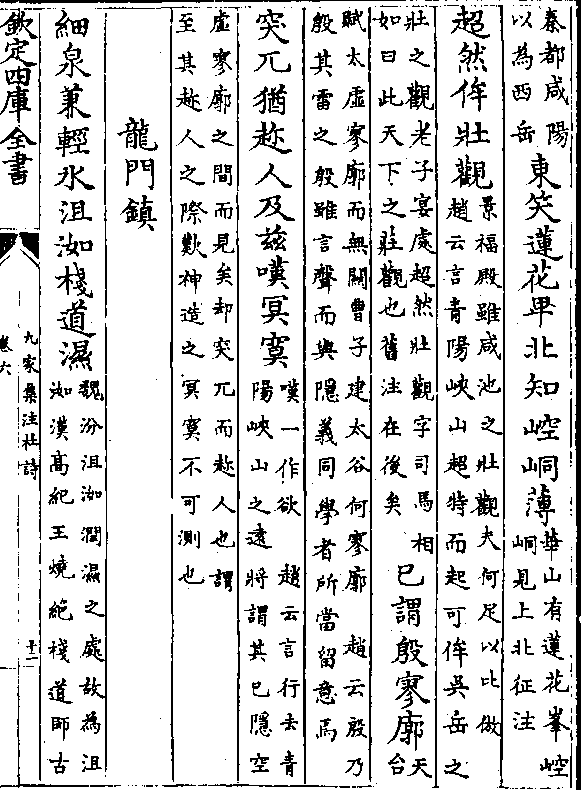 秦都咸陽
以為西岳
東笑蓮花卑北知崆峒薄
華山有蓮花峯崆
峒見上北征注
超然侔壯觀
景福殿雖咸池之壯觀夫何足以比倣
趙云言青陽峽山超特而起可侔吳岳之
壯之觀老子宴處超然壯觀字司馬相
如曰此天下之莊觀也舊注在後矣
已謂殷寥廓
天
台
賦太虛寥廓而無閡曹子建太谷何寥廓 趙云殷乃
殷其雷之殷雖言聲而與隱義同學者所當留意焉
突兀猶趂人及茲嘆冥寞
嘆一作欲 趙云言行去青
陽峽山之遠將謂其已隱空
虛寥廓之間而見矣却突兀而趂人也謂
至其趂人之際歎神造之冥寞不可測也
龍門鎮
細泉兼輕冰沮洳棧道濕
魏汾沮洳潤濕之處故為沮
洳漢高紀王燒絶棧道師古
欽定四庫全書
九家集注杜詩
卷六
十二